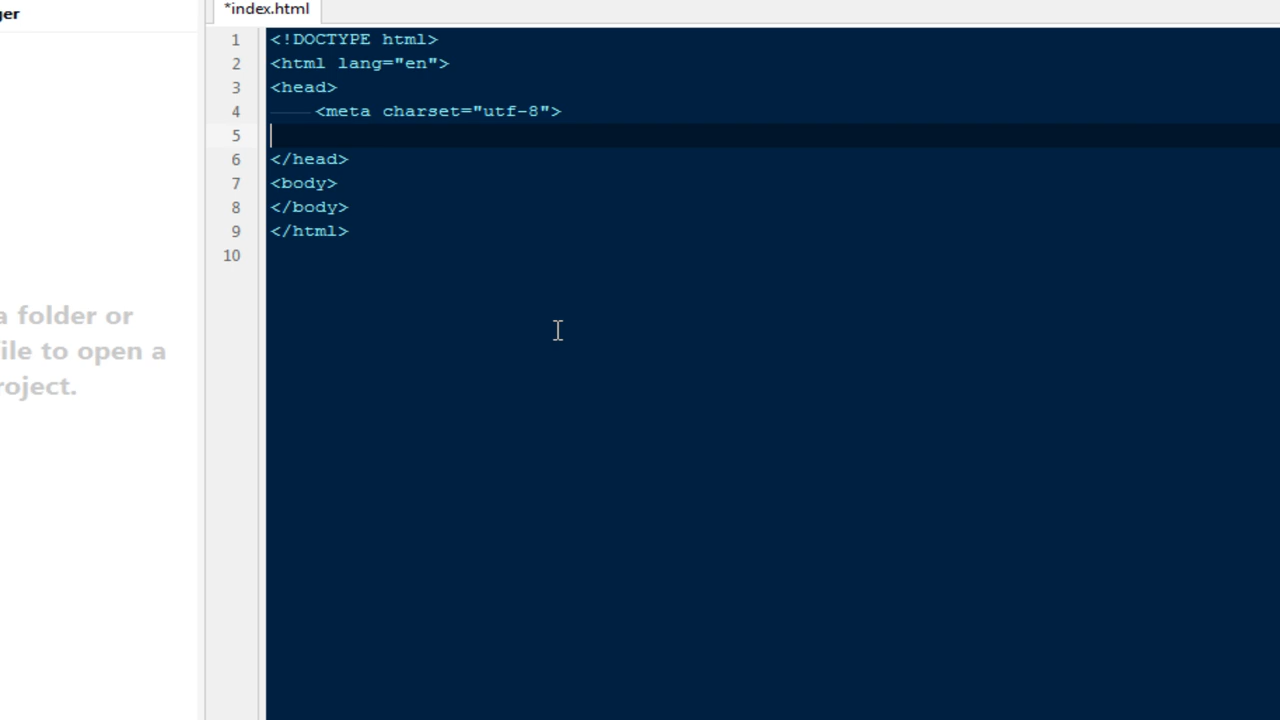 ger
*index.html
1 <!DOCTYPE html>
2 <html lang="en">
3 <head>
4 <meta charset="utf-8">
5
6 </head>
7 <body>
8 </body>
9 </html>
10
a folder or
ile to open a
roject.